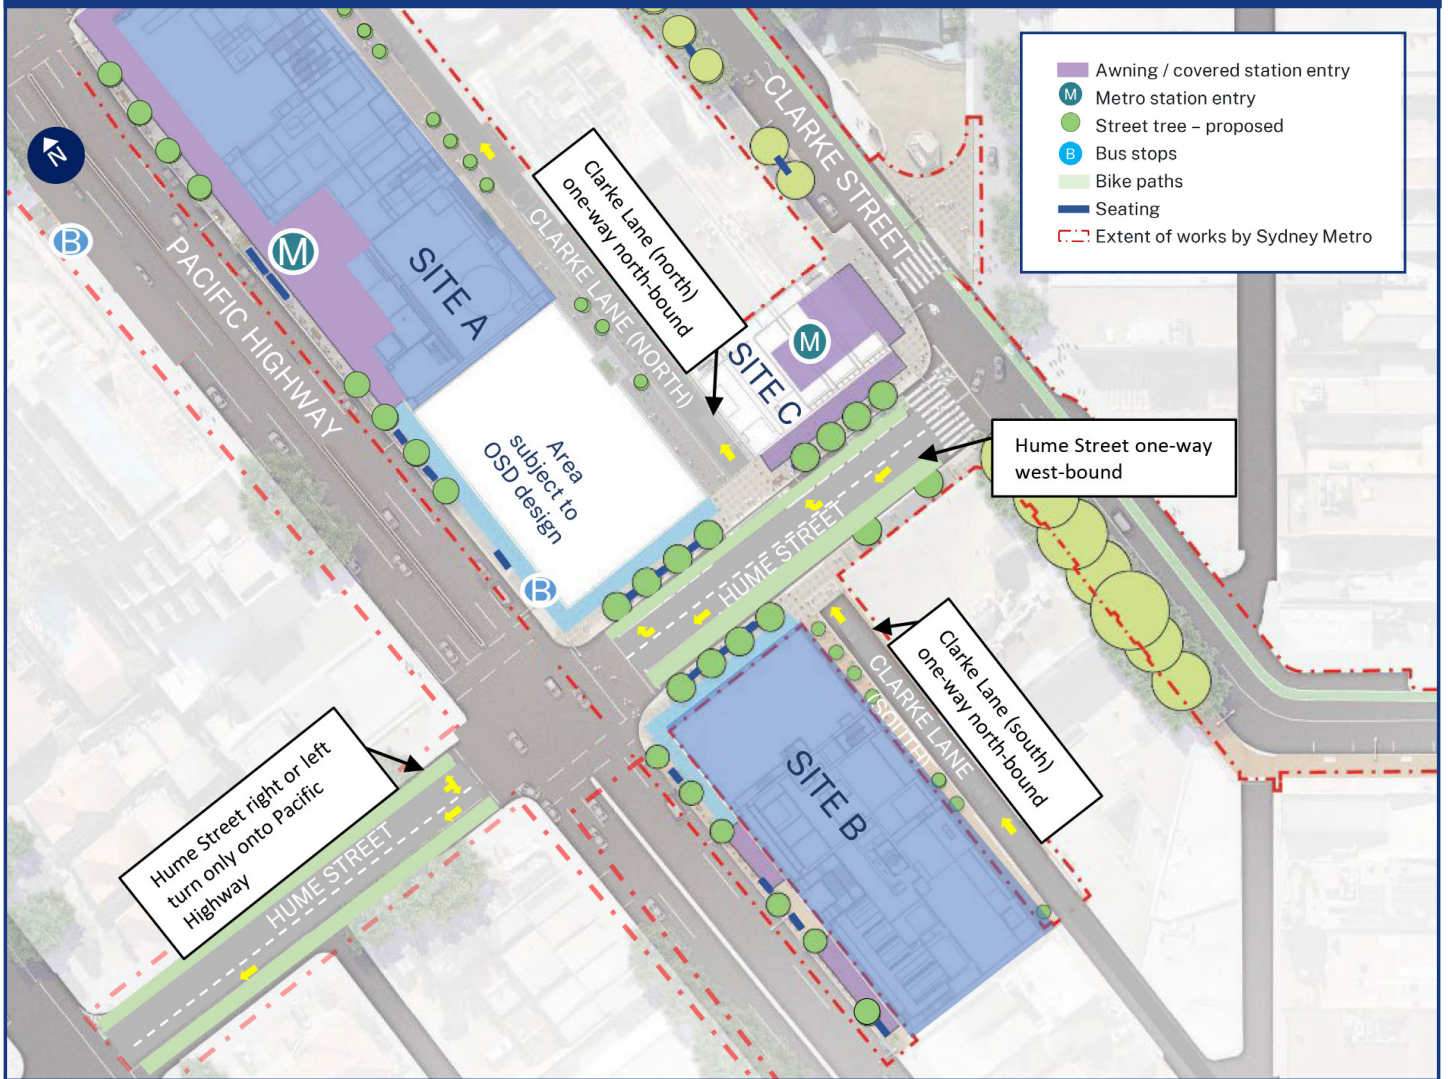 Awning / covered station entry
M
Metro station entry
Street tree – proposed
B
Bus stops
Bike paths
Seating
Extent of works by Sydney Metro
N
B
M
PACIFIC HIGHWAY
SITE A
CLARKE STREET
CLARKE LANE (NORTH)
Clarke Lane (north)
one-way north-bound
M
SITE C
Area
subject to
OSD design
B
Hume Street one-way
west-bound
HUME STREET
CLARKE LANE
(SOUTH)
Clarke Lane (south)
one-way north-bound
SITE B
Hume Street right or left
turn only onto Pacific
Highway
HUME STREET